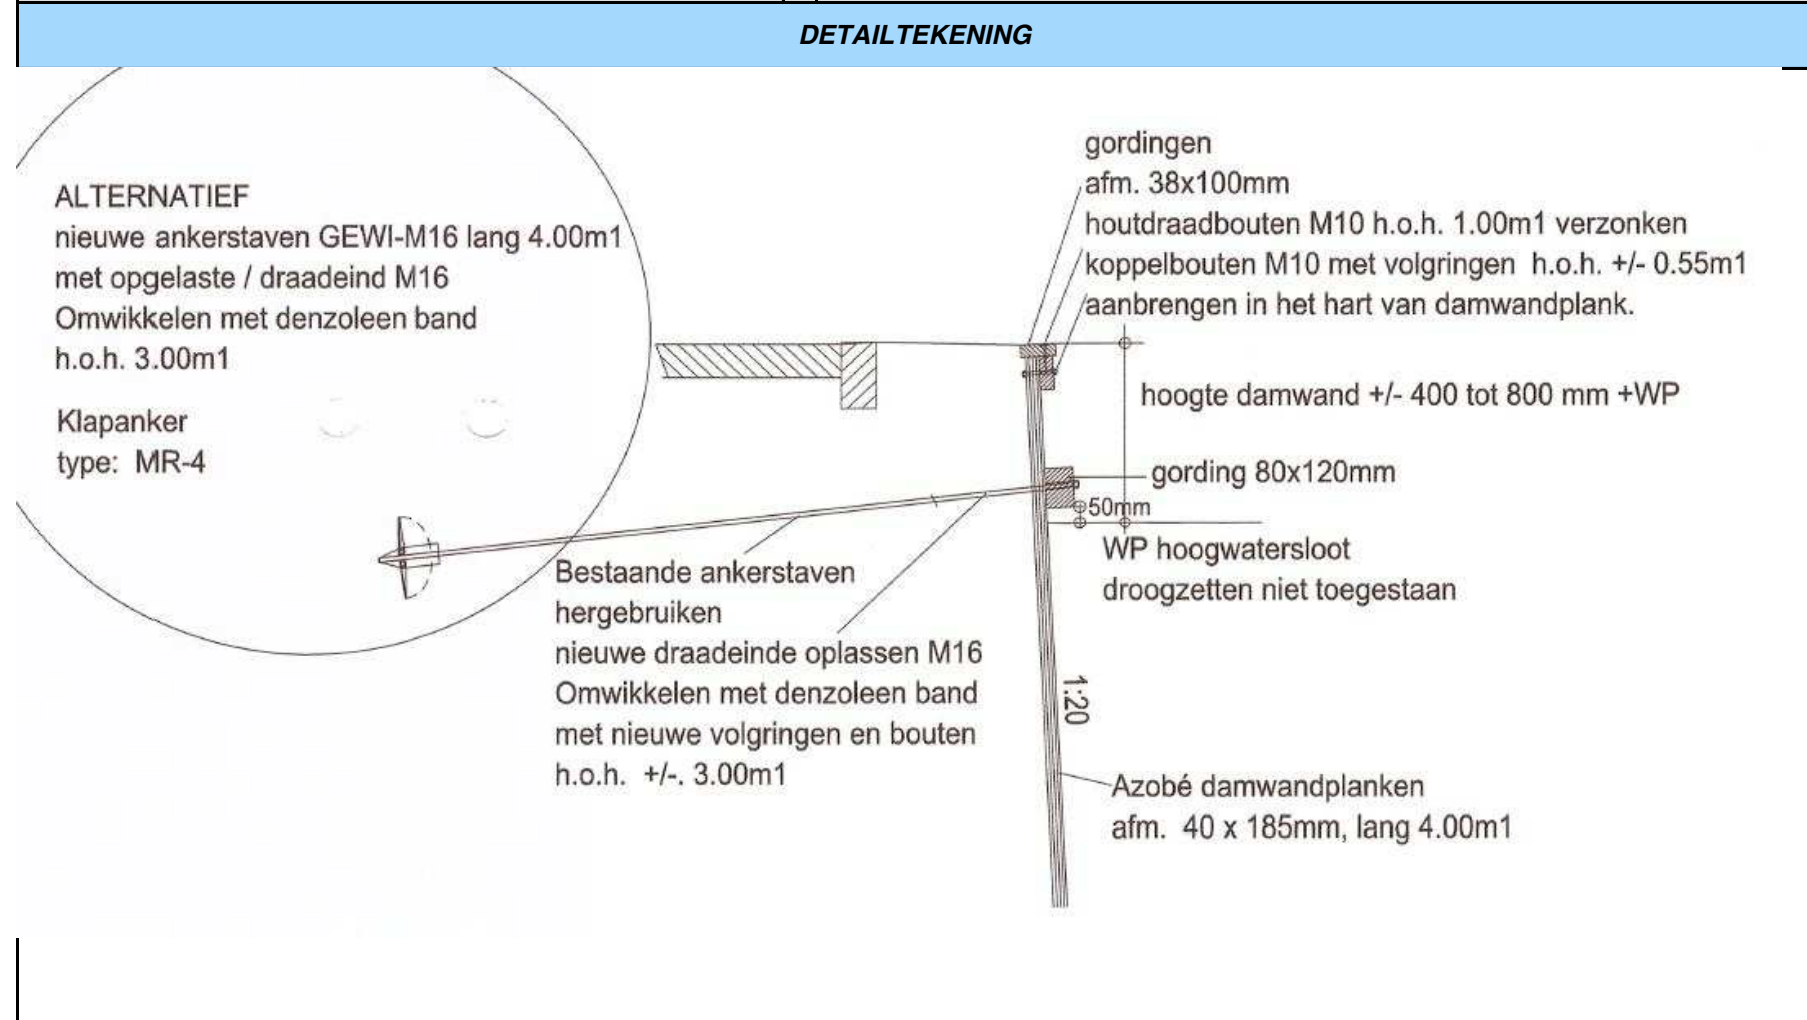 DETAILTEKENING
ALTERNATIEF
nieuwe ankerstaven GEWI-M16 lang 4.00m1
met opgelaste / draadeind M16
Omwikkelen met denzoleen band
h.o.h. 3.00m1
Klapanker
type: MR-4
gordingen
afm. 38x100mm
houtdraadbouten M10 h.o.h. 1.00m1 verzonken
koppelbouten M10 met volgringen h.o.h. +/- 0.55m1
aanbrengen in het hart van damwandplank.
hoogte damwand +/- 400 tot 800 mm +WP
gording 80x120mm
50mm
WP hoogwatersloot
droogzetten niet toegestaan
Bestaande ankerstaven
hergebruiken
nieuwe draadeinde oplassen M16
Omwikkelen met denzoleen band
met nieuwe volgringen en bouten
h.o.h. +/-. 3.00m1
1:20
Azobé damwandplanken
afm. 40 x 185mm, lang 4.00m1